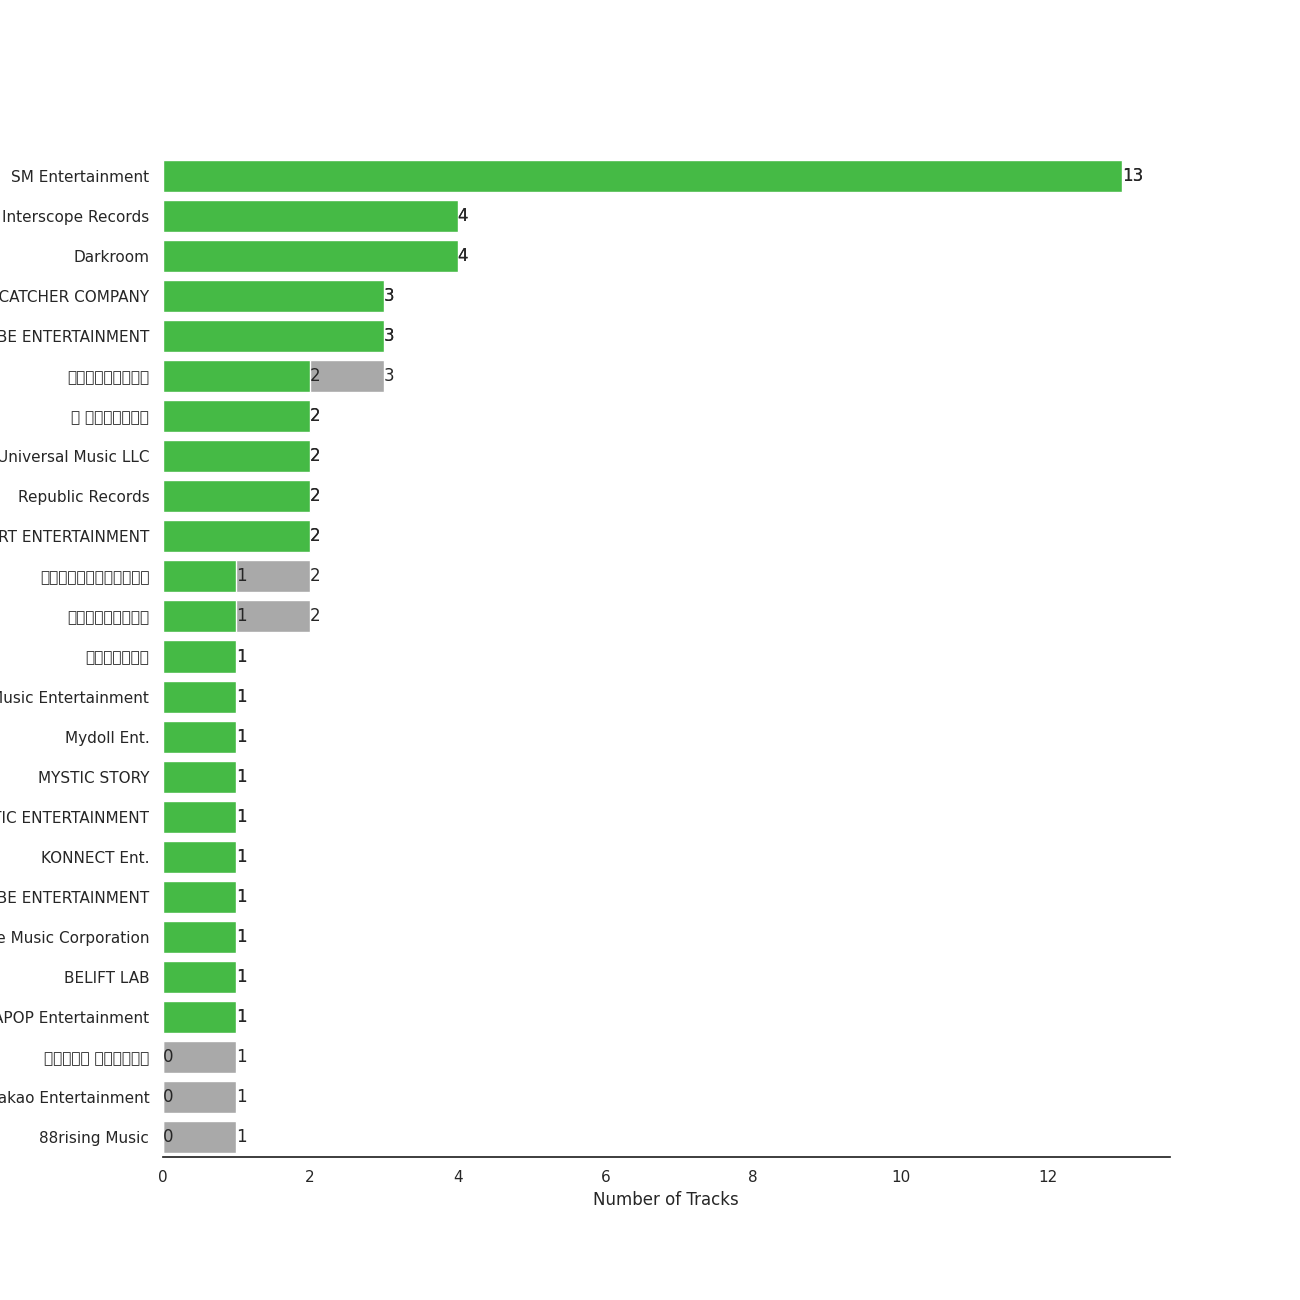 SM Entertainment 13
Interscope Records 4
Darkroom 4
CATCHER COMPANY 3
BE ENTERTAINMENT 3
2 3
2
Universal Music LLC 2
Republic Records 2
RT ENTERTAINMENT 2
1 2
1 2
1
Music Entertainment 1
Mydoll Ent. 1
MYSTIC STORY 1
TIC ENTERTAINMENT 1
KONNECT Ent. 1
BE ENTERTAINMENT 1
e Music Corporation 1
BELIFT LAB 1
APOP Entertainment 1
0 1
akao Entertainment 0 1
88rising Music 0 1
0 2 4 6 8 10 12
Number of Tracks